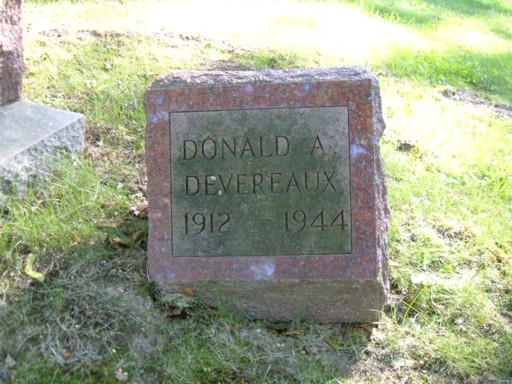 DONALD A.
DEVEREAUX
1912 - 1944